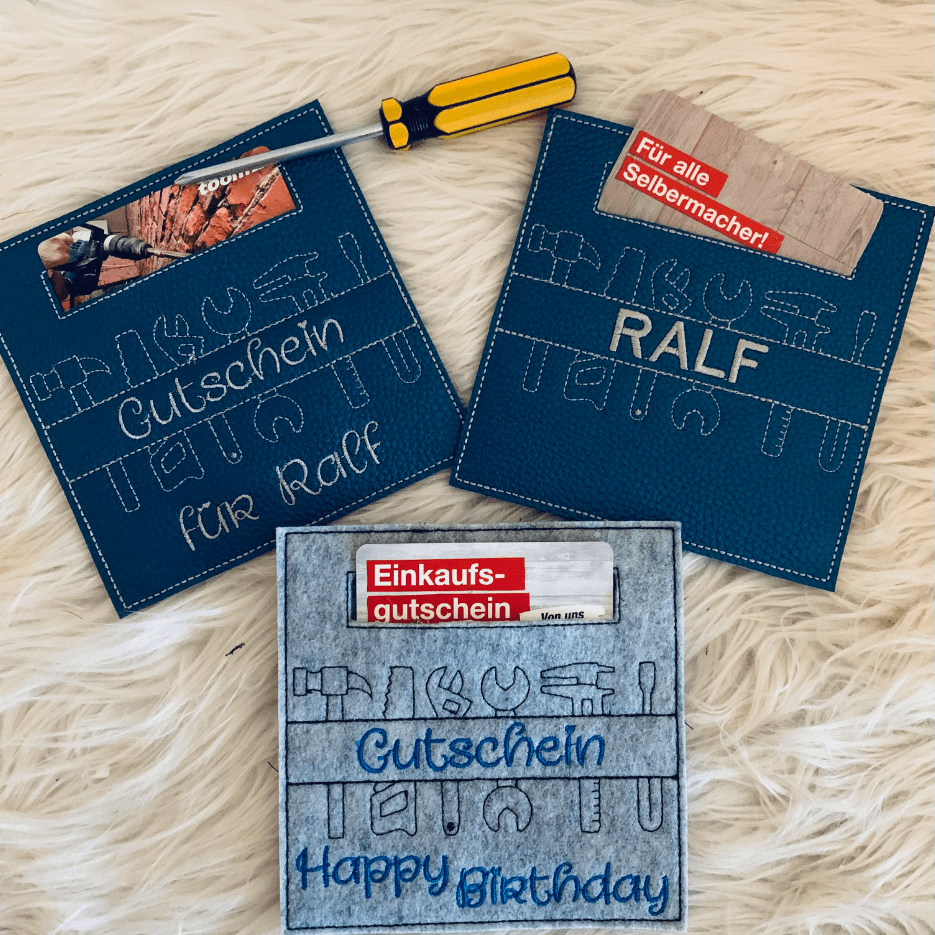 Gutschein
für Ralf
Für alle
Selbermacher!
RALF
Einkaufs-
gutschein
Von uns
Gutschein
Happy Birthday